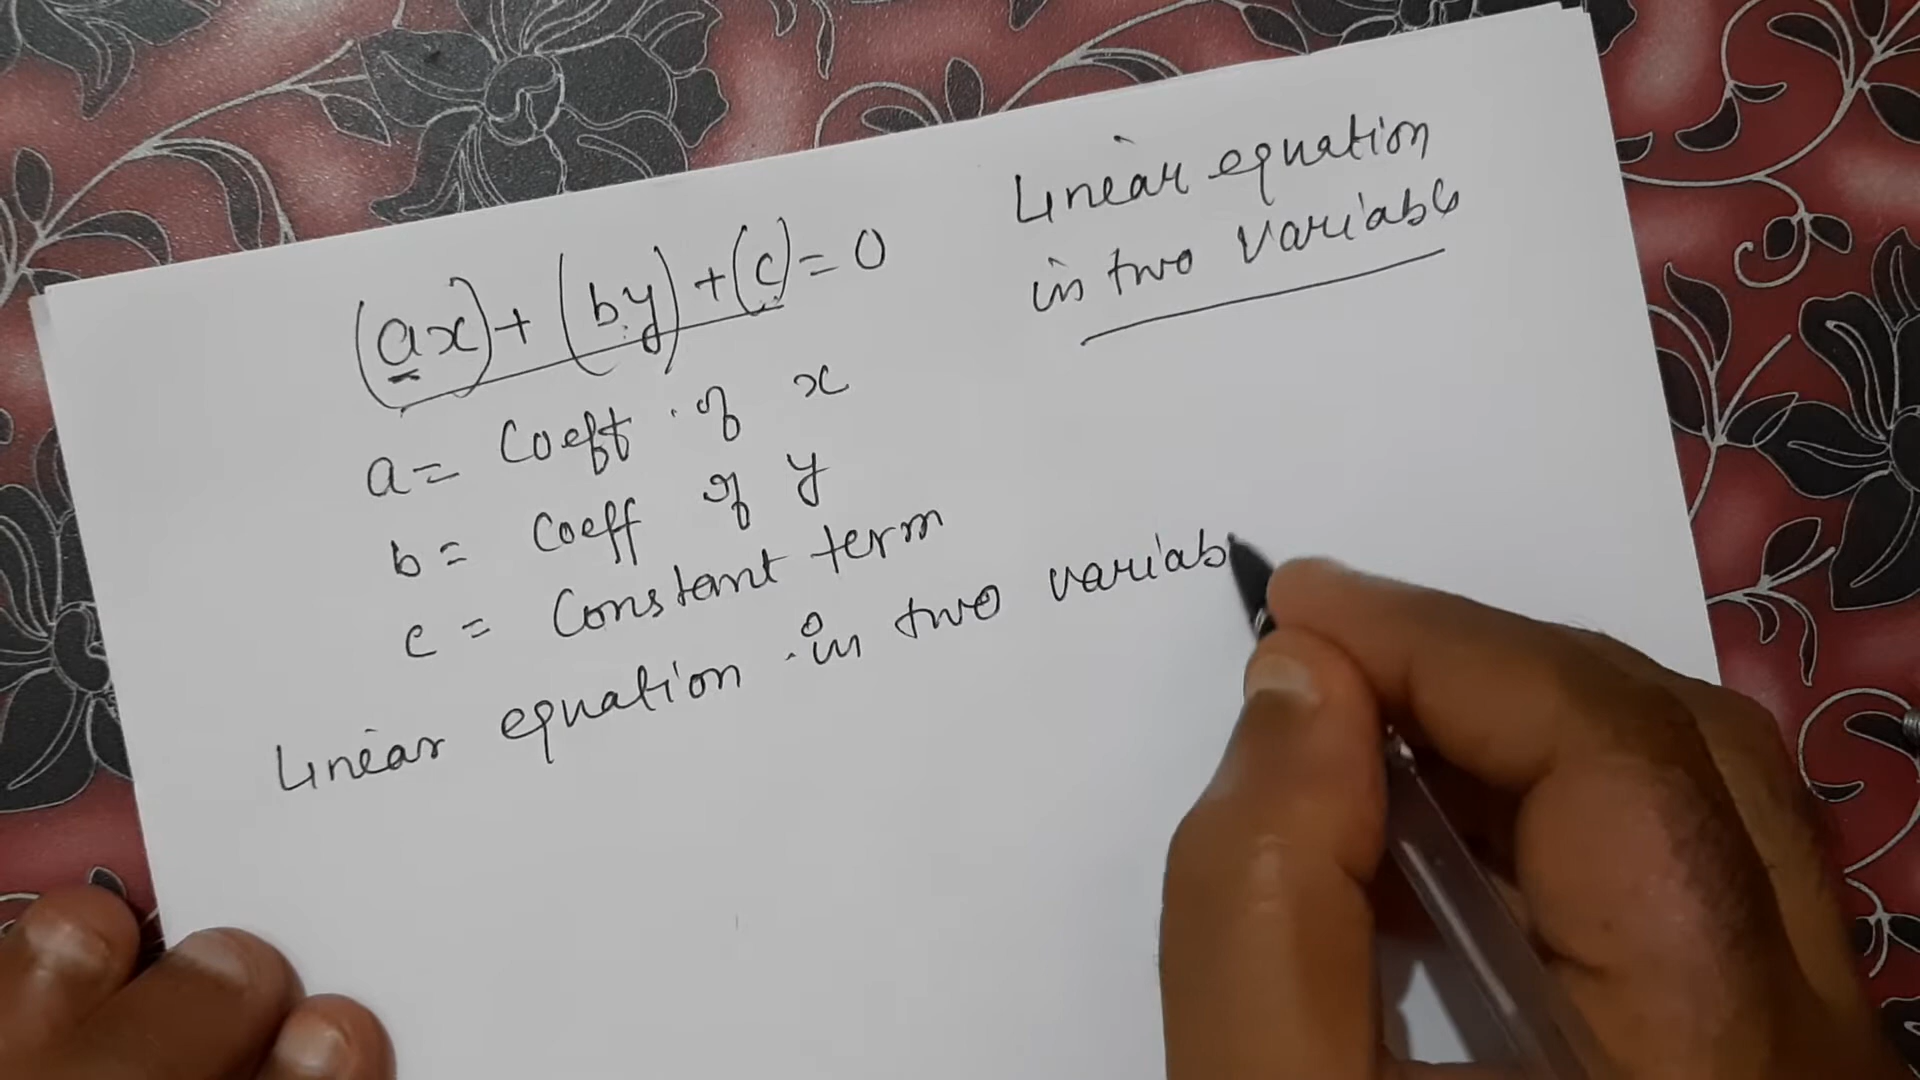 Linear equation
in two variable
(ax) + (by) + (c) = 0
a = Coeff. of x
b = Coeff of y
c = Constant term
Linear equation in two variab